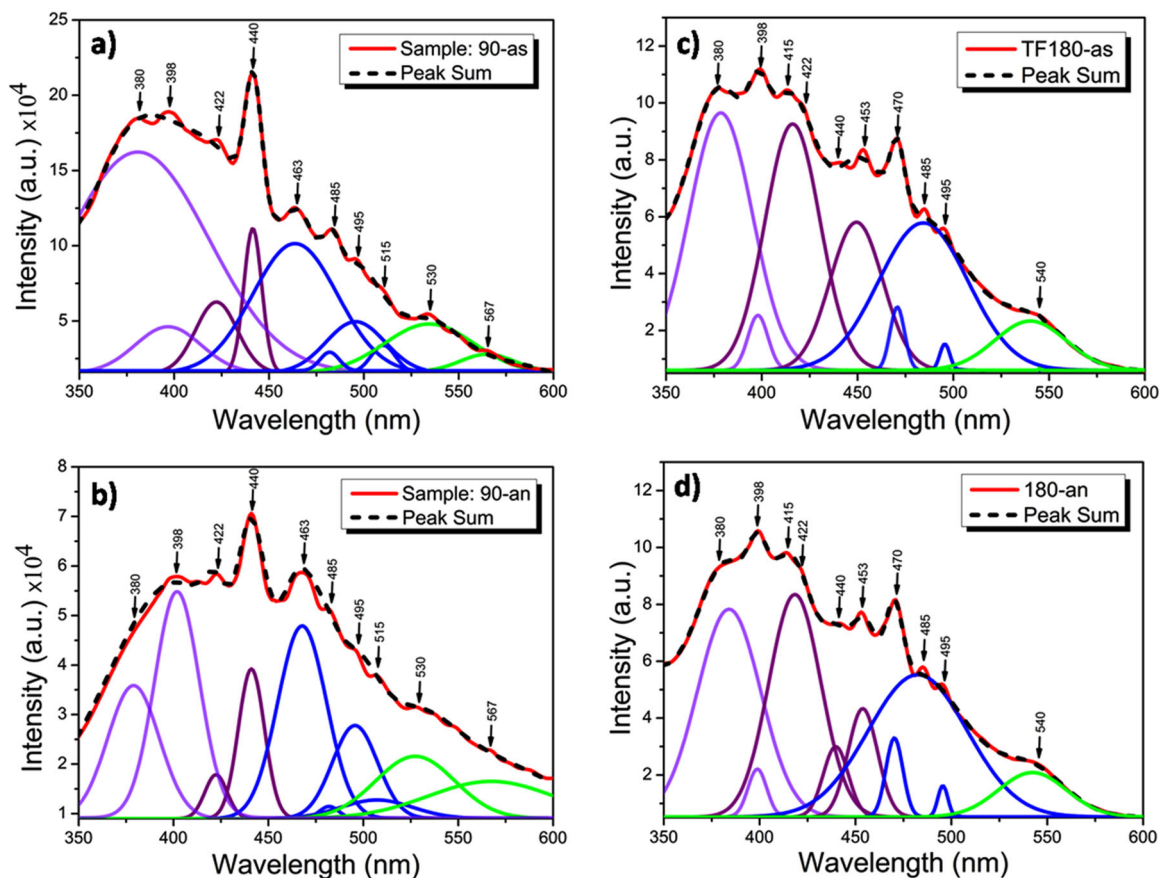 a)
Sample: 90-as
Peak Sum
380
398
422
440
463
485
495
515
530
567
25
20
15
10
5
Intensity (a.u.) x10⁴
350 400 450 500 550 600
Wavelength (nm)
c)
TF180-as
Peak Sum
380
398
415
422
440
453
470
485
495
540
12
10
8
6
4
2
Intensity (a.u.)
350 400 450 500 550 600
Wavelength (nm)
b)
Sample: 90-an
Peak Sum
380
398
422
440
463
485
495
515
530
567
8
7
6
5
4
3
2
1
Intensity (a.u.) x10⁴
350 400 450 500 550 600
Wavelength (nm)
d)
180-an
Peak Sum
380
398
415
422
440
453
470
485
495
540
12
10
8
6
4
2
Intensity (a.u.)
350 400 450 500 550 600
Wavelength (nm)